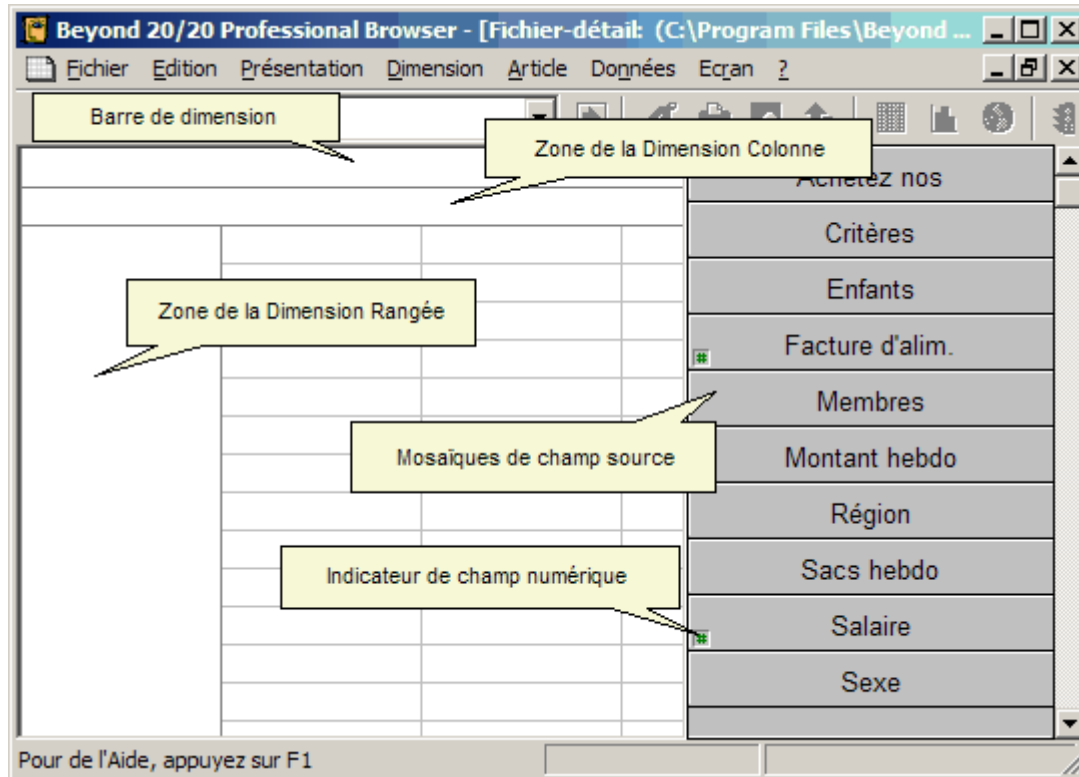 Beyond 20/20 Professional Browser - [Fichier-détail: (C:\Program Files\Beyond ...
Fichier Edition Présentation Dimension Article Données Ecran ?
Barre de dimension
Zone de la Dimension Colonne
Achetez nos
Critères
Enfants
Zone de la Dimension Rangée
Facture d'alim.
Membres
Mosaïques de champ source
Montant hebdo
Région
Indicateur de champ numérique
Sacs hebdo
Salaire
Sexe
Pour de l'Aide, appuyez sur F1